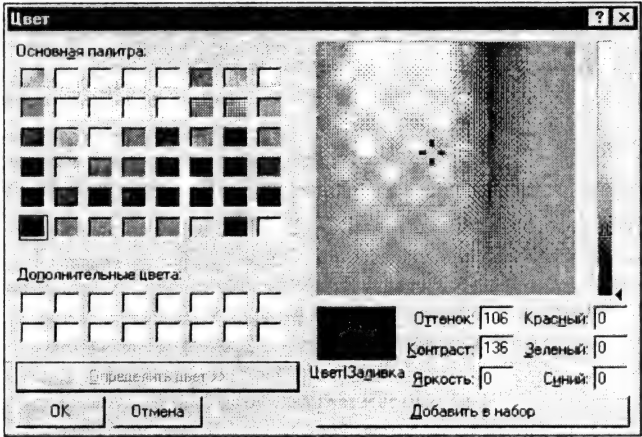 Цвет
Основная палитра:
Дополнительные цвета:
Определить цвет >>
OK Отмена
Цвет|Заливка
Оттенок: 106 Красный: 0
Контраст: 136 Зеленый: 0
Яркость: 0 Синий: 0
Добавить в набор